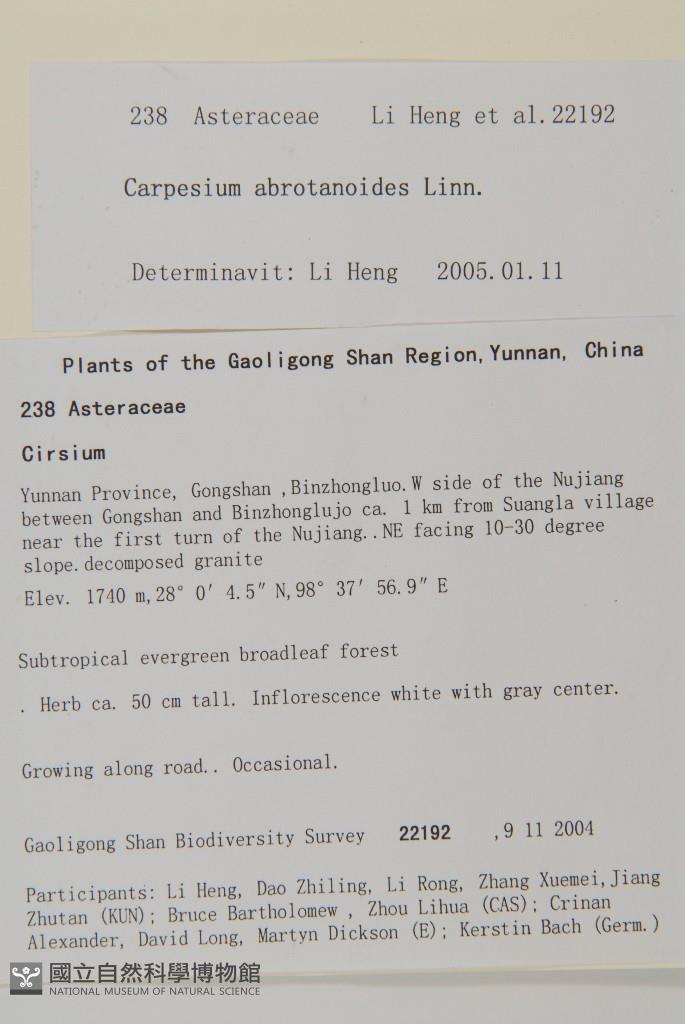 238 Asteraceae Li Heng et al.22192
Carpesium abrotanoides Linn.
Determinavit: Li Heng 2005.01.11
Plants of the Gaoligong Shan Region,Yunnan, China
238 Asteraceae
Cirsium
Yunnan Province, Gongshan ,Binzhongluo.W side of the Nujiang
between Gongshan and Binzhonglujo ca. 1 km from Suangla village
near the first turn of the Nujiang..NE facing 10-30 degree
slope.decomposed granite
Elev. 1740 m,28° 0′ 4.5″ N,98° 37′ 56.9″ E
Subtropical evergreen broadleaf forest
. Herb ca. 50 cm tall. Inflorescence white with gray center.
Growing along road.. Occasional.
Gaoligong Shan Biodiversity Survey 22192 ,9 11 2004
Participants: Li Heng, Dao Zhiling, Li Rong, Zhang Xuemei,Jiang
Zhutan (KUN); Bruce Bartholomew , Zhou Lihua (CAS); Crinan
Alexander, David Long, Martyn Dickson (E); Kerstin Bach (Germ.)
國立自然科學博物館
NATIONAL MUSEUM OF NATURAL SCIENCE